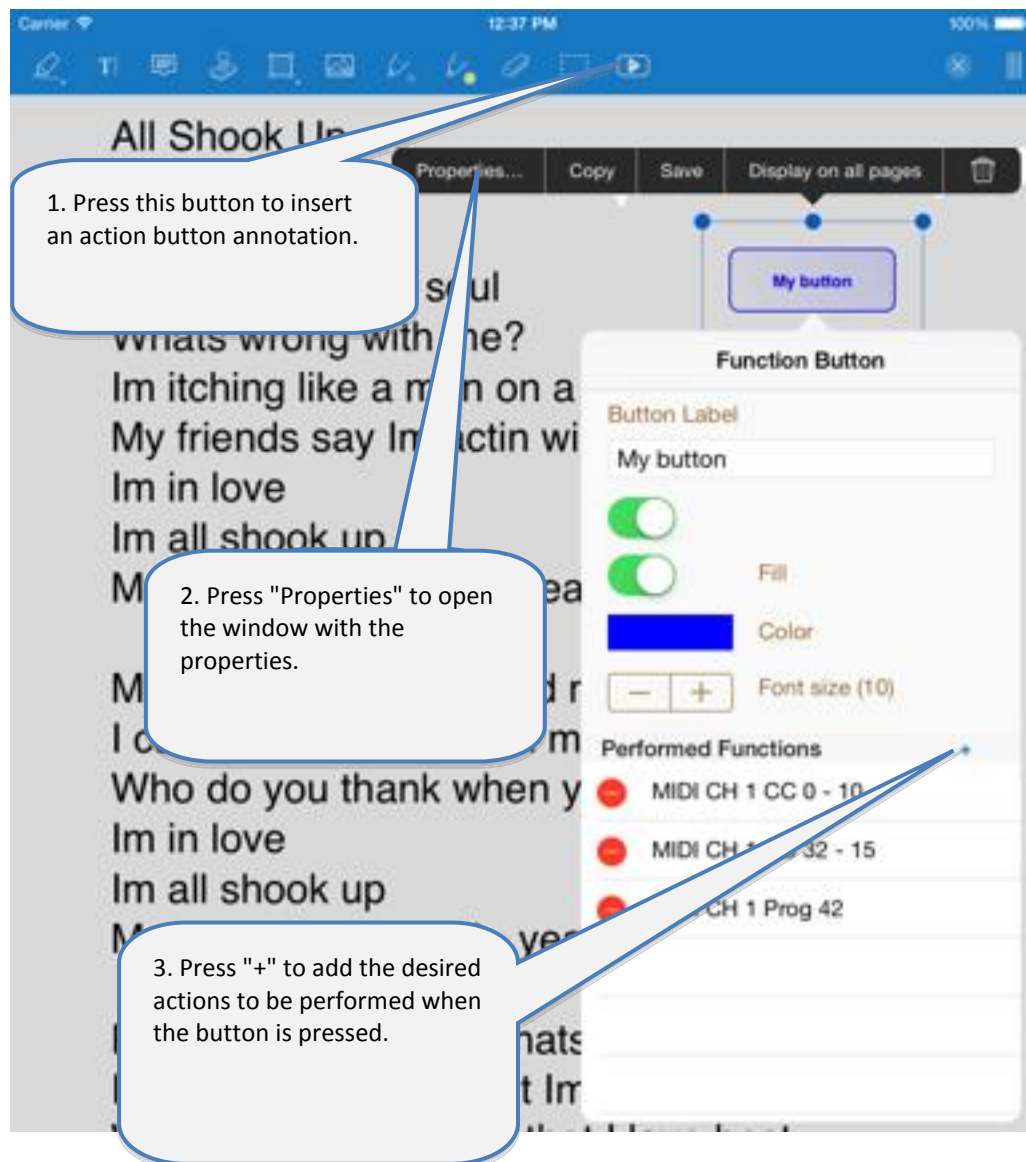 Carrier 12:37 PM 100%
T
All Shook Up
Properties... Copy Save Display on all pages
1. Press this button to insert
an action button annotation.
My button
soul
Whats wrong with me?
Function Button
Im itching like a man on a
Button Label
My friends say Im actin wi
My button
Im in love
Im all shook up
M
ea
Fill
2. Press "Properties" to open
the window with the
properties.
Color
M
d r
- + Font size (10)
I c
m
Performed Functions +
Who do you thank when y
MIDI CH 1 CC 0 - 10
Im in love
MIDI CH 1 32 - 15
Im all shook up
CH 1 Prog 42
M
yea
3. Press "+" to add the desired
actions to be performed when
the button is pressed.
hats
t Im
that I love best